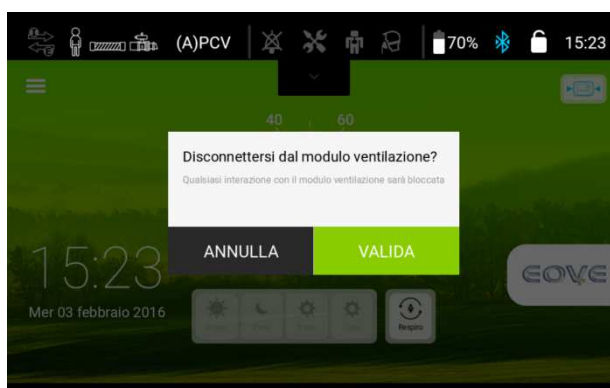 (A)PCV
70%
15:23
40 60
Disconnettersi dal modulo ventilazione?
Qualsiasi interazione con il modulo ventilazione sarà bloccata
ANNULLA VALIDA
15:23
Mer 03 febbraio 2016
EOVE
Respiro